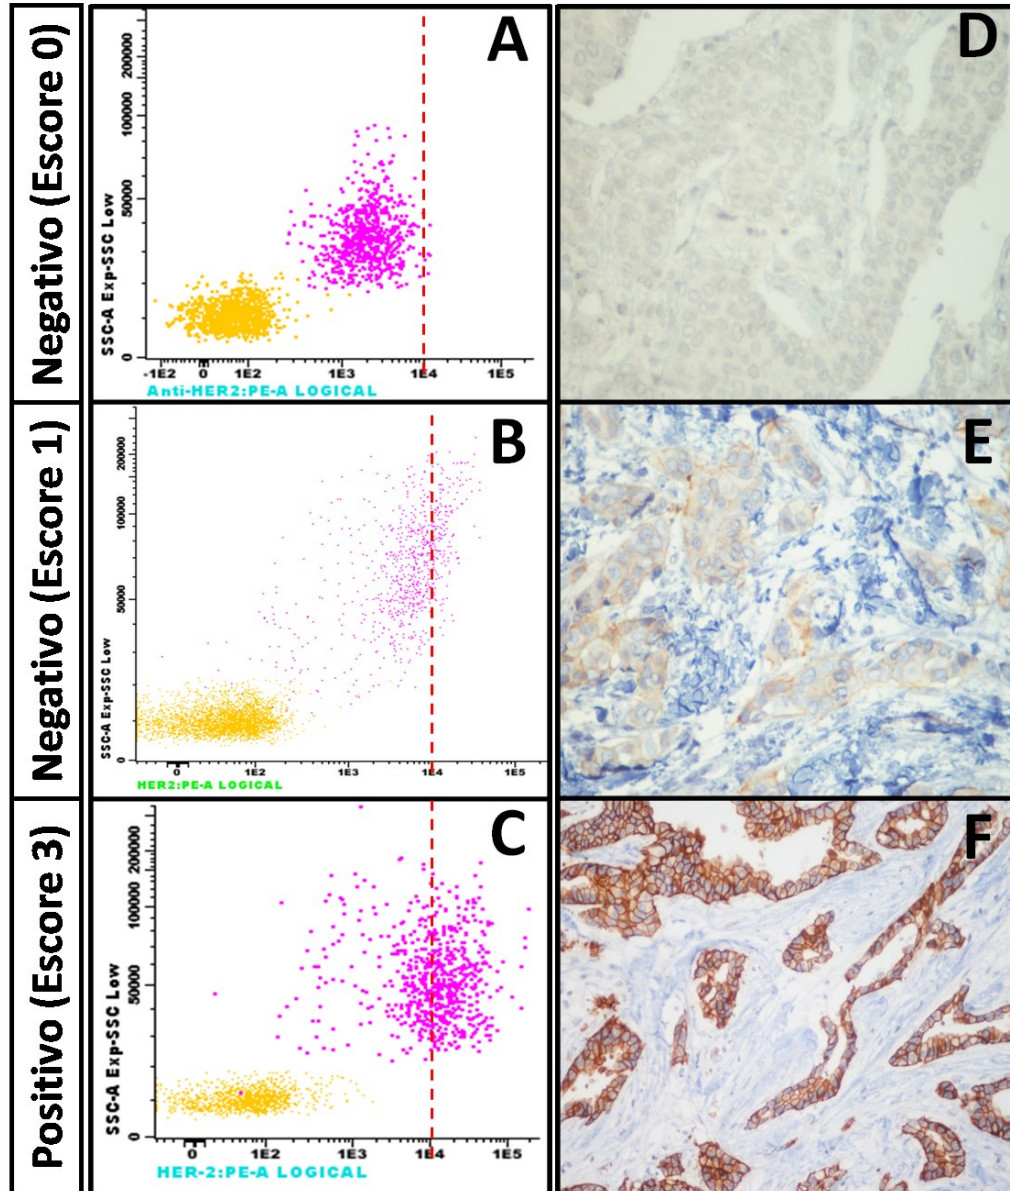 Negativo (Escore 0)
A
SSC-A Exp-SSC Low
200000
100000
50000
0
-1E2 0 1E2 1E3 1E4 1E5
Anti-HER2:PE-A LOGICAL
D
Negativo (Escore 1)
B
SSC-A Exp-SSC Low
200000
100000
50000
0
0 1E2 1E3 1E4 1E5
HER2:PE-A LOGICAL
E
Positivo (Escore 3)
C
SSC-A Exp-SSC Low
200000
100000
50000
0
0 1E2 1E3 1E4 1E5
HER-2:PE-A LOGICAL
F